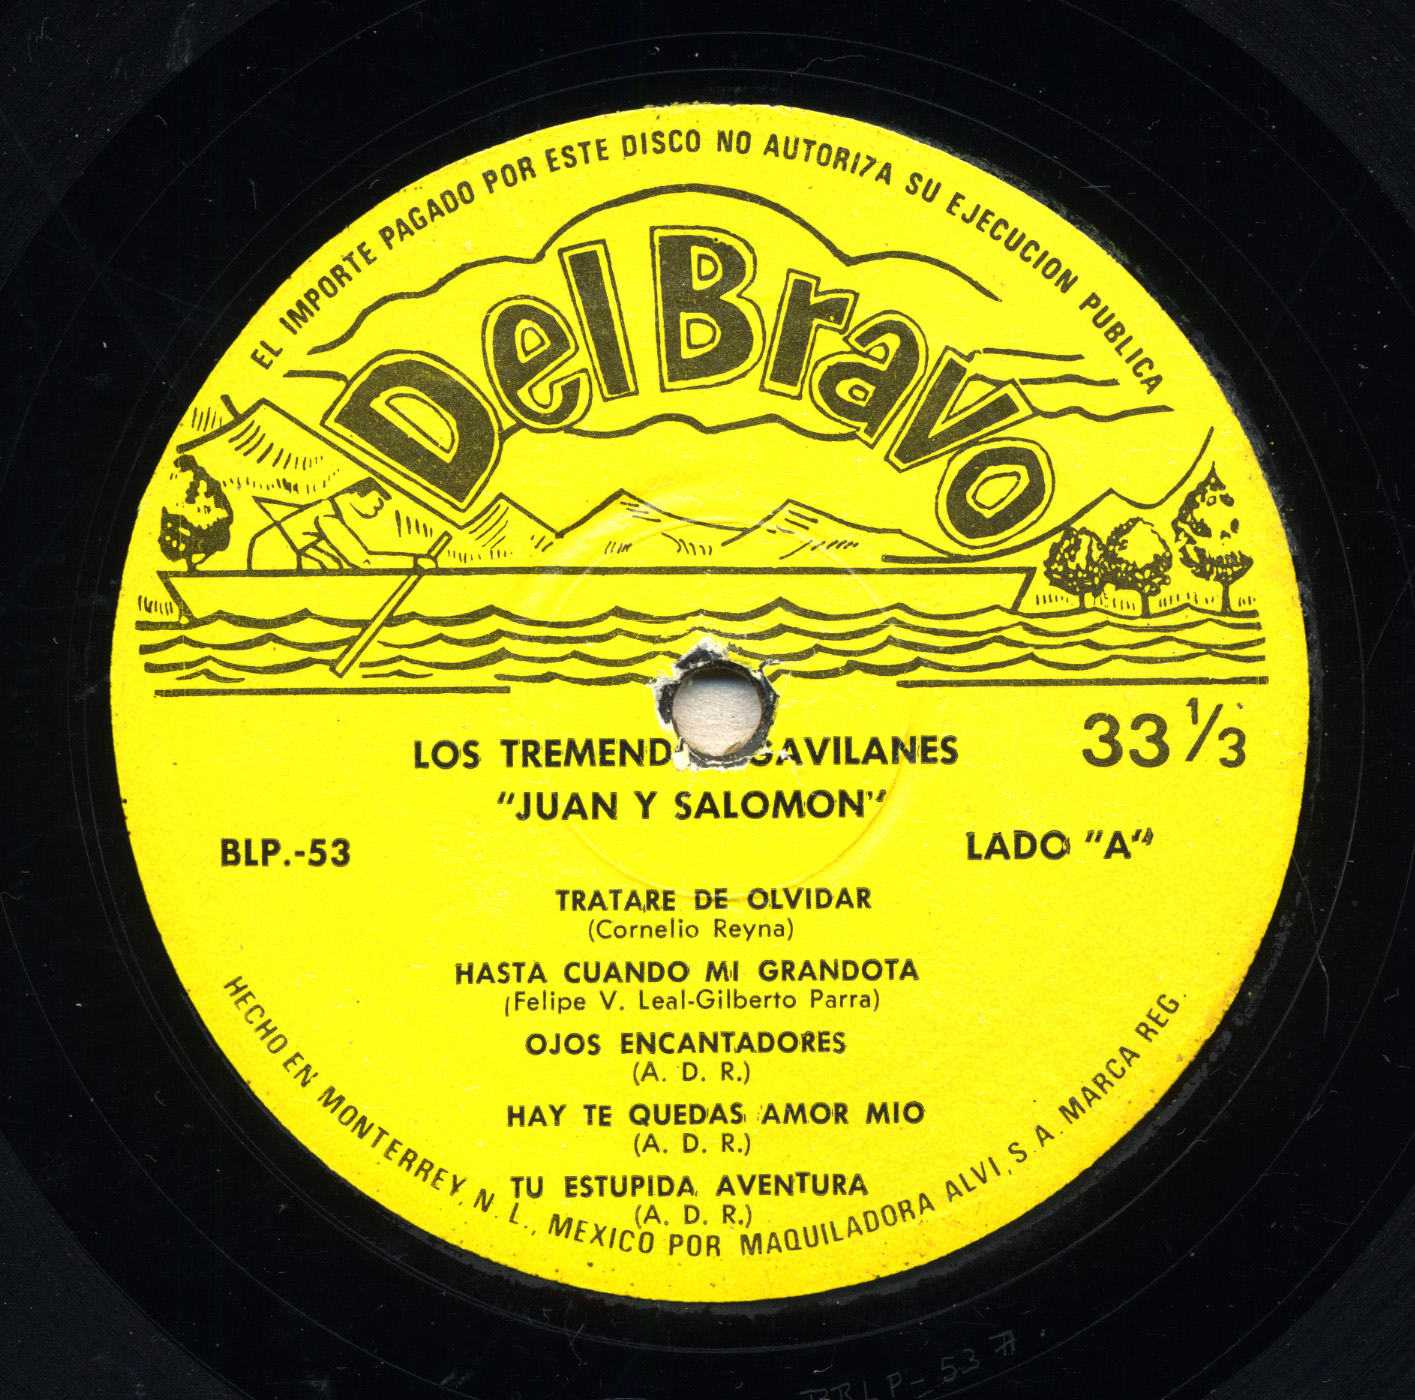 EL IMPORTE PAGADO POR ESTE DISCO NO AUTORI7A SU EJECUCION PUBLICA
Del Bravo
33 1/3
LOS TREMEND GAVILANES
"JUAN Y SALOMON"
BLP.-53
LADO "A"
TRATARE DE OLVIDAR
(Cornelio Reyna)
HASTA CUANDO MI GRANDOTA
(Felipe V. Leal-Gilberto Parra)
OJOS ENCANTADORES
(A. D. R.)
HAY TE QUEDAS AMOR MIO
(A. D. R.)
TU ESTUPIDA AVENTURA
(A. D. R.)
HECHO EN MONTERREY, N. L., MEXICO POR MAQUILADORA ALVI, S. A. MARCA REG.